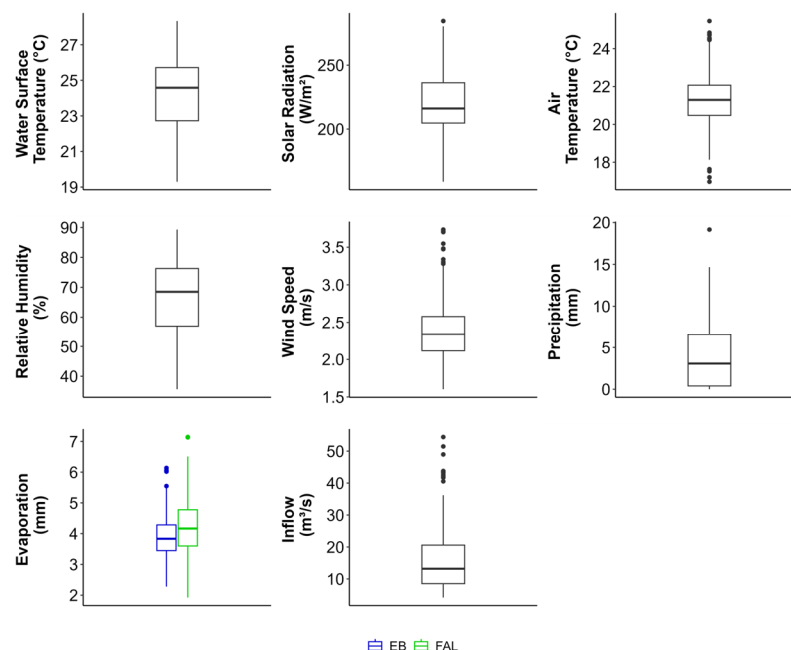 Water Surface
Temperature (°C)
27
25
23
21
19
Solar Radiation
(W/m²)
250
200
Air
Temperature (°C)
24
22
20
18
Relative Humidity
(%)
90
80
70
60
50
40
Wind Speed
(m/s)
3.5
3.0
2.5
2.0
1.5
Precipitation
(mm)
20
15
10
5
0
Evaporation
(mm)
7
6
5
4
3
2
Inflow
(m³/s)
50
40
30
20
10
EB FAL